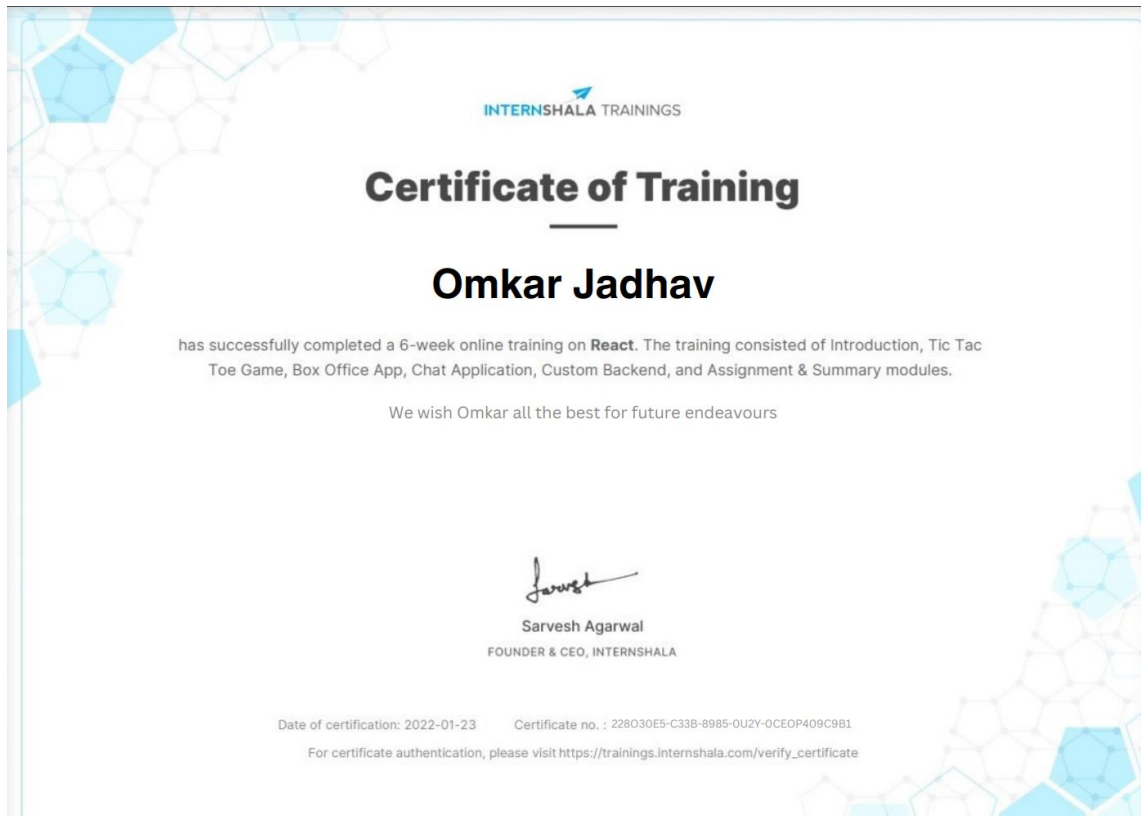 INTERNSHALA TRAININGS
Certificate of Training
Omkar Jadhav
has successfully completed a 6-week online training on React. The training consisted of Introduction, Tic Tac
Toe Game, Box Office App, Chat Application, Custom Backend, and Assignment & Summary modules.
We wish Omkar all the best for future endeavours
Sarvesh
Sarvesh Agarwal
FOUNDER & CEO, INTERNSHALA
Date of certification: 2022-01-23 Certificate no. : 228O30E5-C33B-8985-0U2Y-0CEOP409C9B1
For certificate authentication, please visit https://trainings.internshala.com/verify_certificate